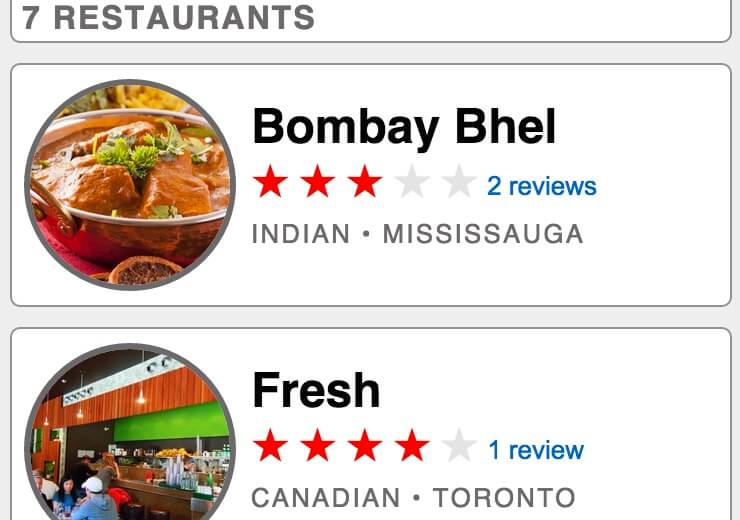 7 RESTAURANTS
Bombay Bhel
2 reviews
INDIAN • MISSISSAUGA
Fresh
1 review
CANADIAN • TORONTO